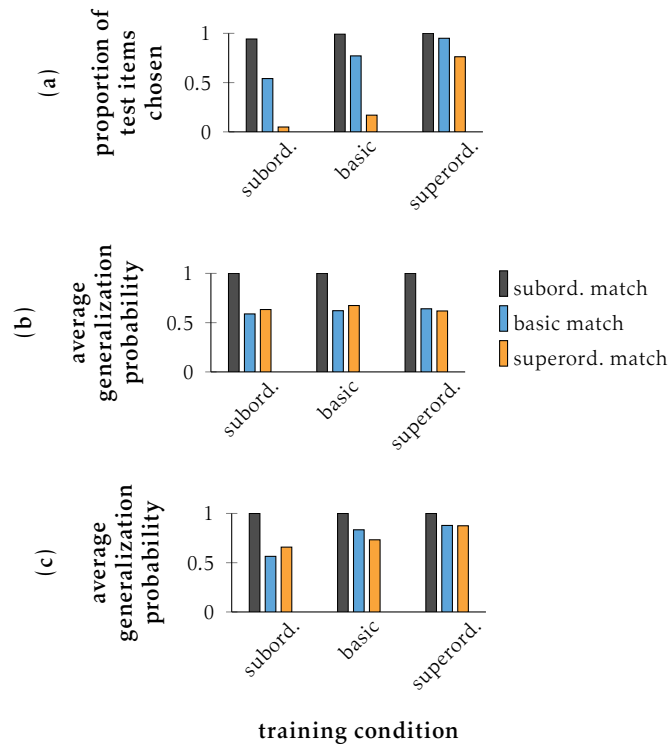 (a)
proportion of
test items
chosen
1
0.5
0
subord.
basic
superord.
(b)
average
generalization
probability
1
0.5
0
subord.
basic
superord.
subord. match
basic match
superord. match
(c)
average
generalization
probability
1
0.5
0
subord.
basic
superord.
training condition